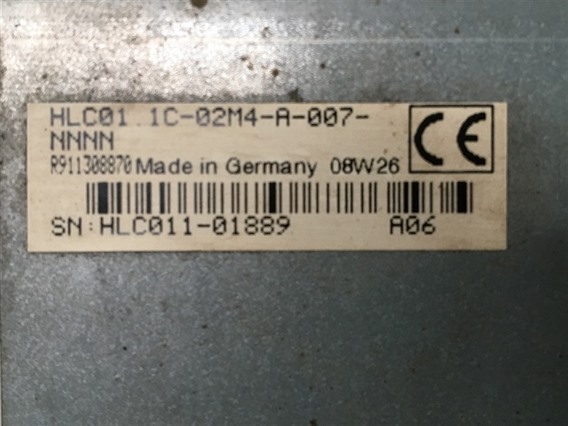 HLC01.1C-02M4-A-007-
NNNN
R911308870 Made in Germany 08W26
CE
SN:HLC011-01889 A06